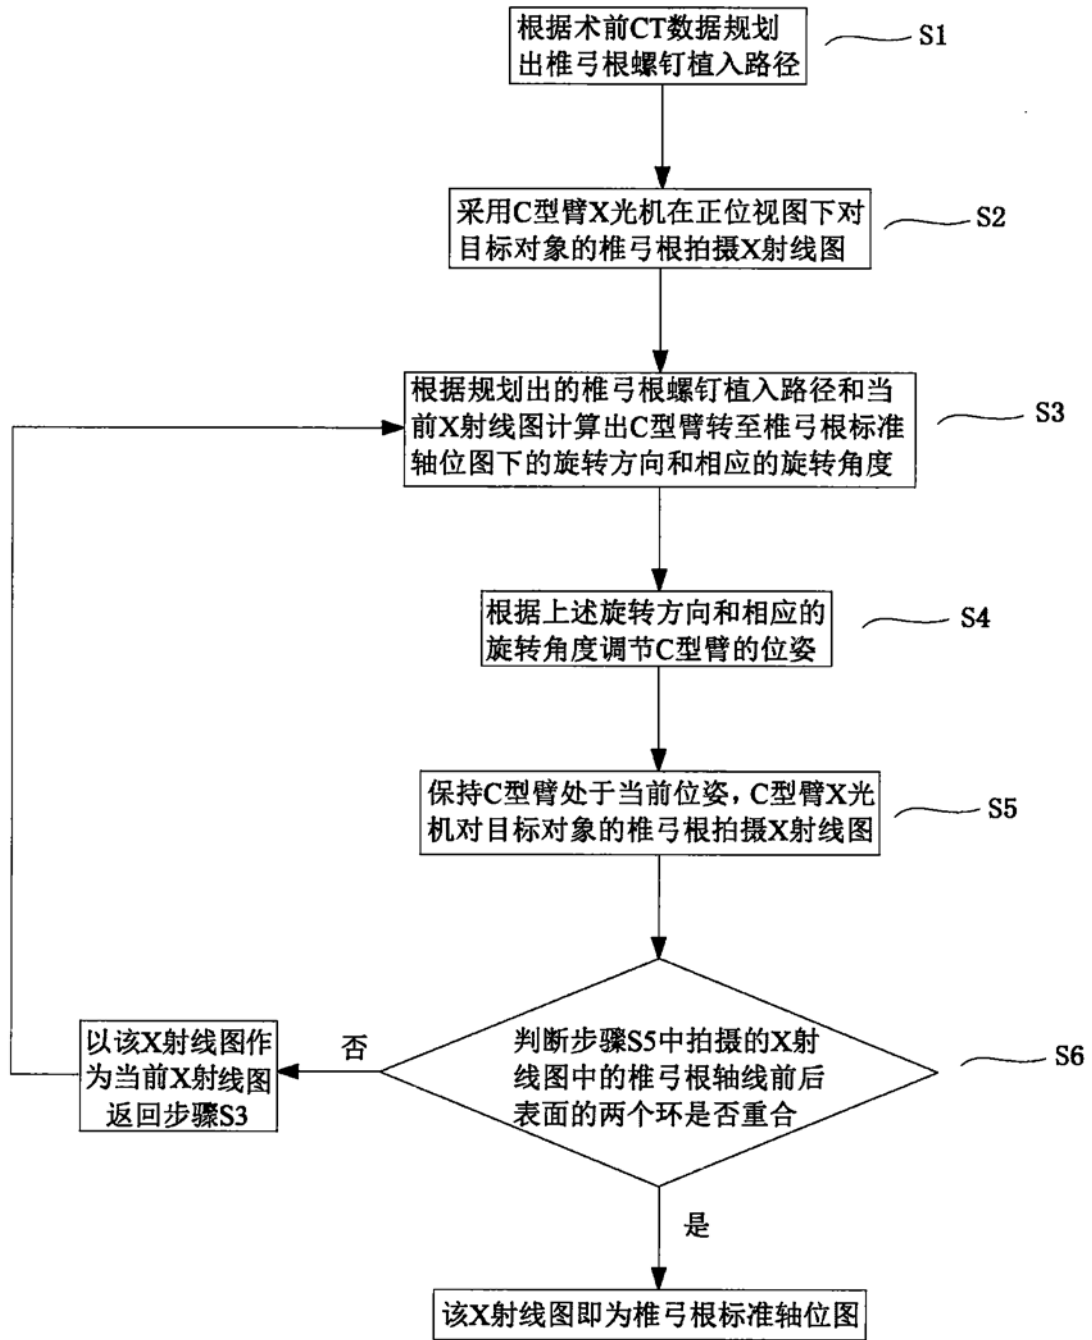 根据术前CT数据规划
出椎弓根螺钉植入路径
S1
采用C型臂X光机在正位视图下对
目标对象的椎弓根拍摄X射线图
S2
根据规划出的椎弓根螺钉植入路径和当
前X射线图计算出C型臂转至椎弓根标准
轴位图下的旋转方向和相应的旋转角度
S3
根据上述旋转方向和相应的
旋转角度调节C型臂的位姿
S4
保持C型臂处于当前位姿，C型臂X光
机对目标对象的椎弓根拍摄X射线图
S5
判断步骤S5中拍摄的X射
线图中的椎弓根轴线前后
表面的两个环是否重合
S6
否
以该X射线图作
为当前X射线图
返回步骤S3
是
该X射线图即为椎弓根标准轴位图